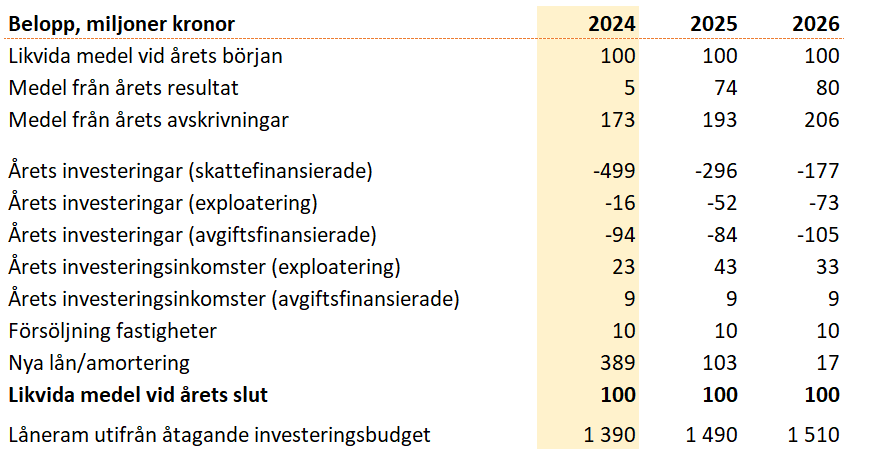 Belopp, miljoner kronor 2024 2025 2026
Likvida medel vid årets början 100 100 100
Medel från årets resultat 5 74 80
Medel från årets avskrivningar 173 193 206
Årets investeringar (skattefinansierade) -499 -296 -177
Årets investeringar (exploatering) -16 -52 -73
Årets investeringar (avgiftsfinansierade) -94 -84 -105
Årets investeringsinkomster (exploatering) 23 43 33
Årets investeringsinkomster (avgiftsfinansierade) 9 9 9
Försöljning fastigheter 10 10 10
Nya lån/amortering 389 103 17
Likvida medel vid årets slut 100 100 100
Låneram utifrån åtagande investeringsbudget 1 390 1 490 1 510